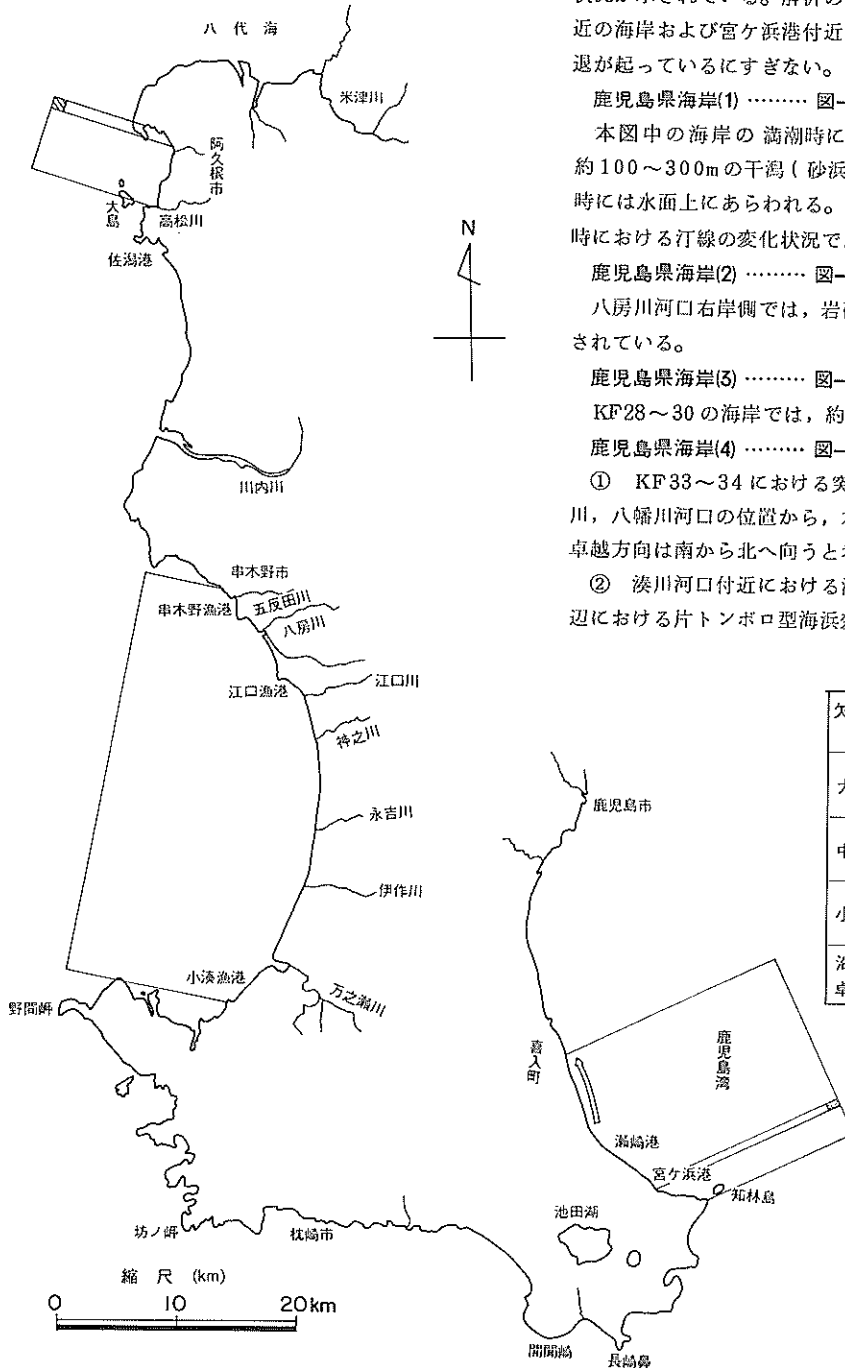 八代海
米津川
阿久根市
大島
高松川
佐潟港
N
川内川
串木野市
串木野漁港
五反田川
八房川
江口漁港
江口川
神之川
永吉川
伊作川
小湊漁港
万之瀬川
野間岬
坊ノ岬
枕崎市
縮尺 (km)
0 10 20km
鹿児島市
喜入町
鹿児島湾
瀬崎港
宮ケ浜港
知林島
池田湖
開聞崎
長崎鼻
近の海岸および宮ケ浜港付近
退が起っているにすぎない。
鹿児島県海岸(1) ……… 図-
本図中の海岸の満潮時に
約100~300mの干潟(砂浜
時には水面上にあらわれる。
時における汀線の変化状況で
鹿児島県海岸(2) ……… 図-
八房川河口右岸側では,岩
されている。
鹿児島県海岸(3) ……… 図-
KF28~30の海岸では,約
鹿児島県海岸(4) ……… 図-
① KF33~34における突
川,八幡川河口の位置から,
卓越方向は南から北へ向うと
② 湊川河口付近における
辺における片トンボロ型海浜
中
小
卓